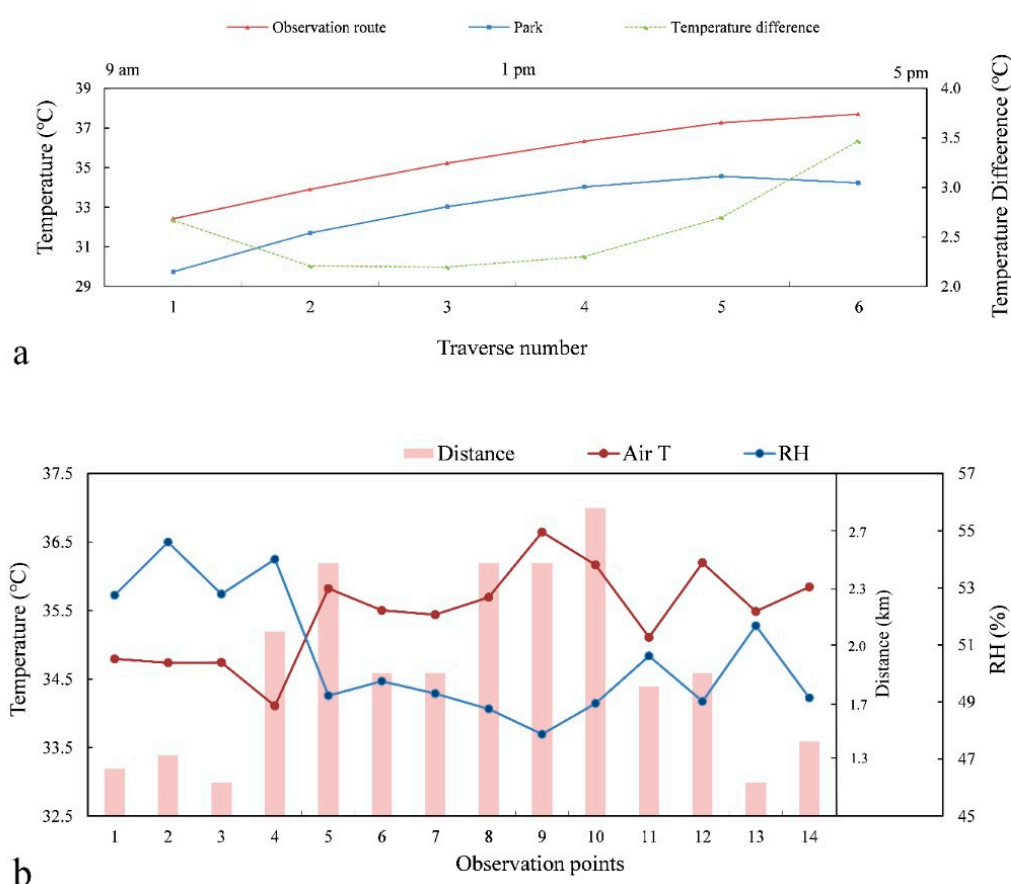 Observation route Park Temperature difference
9 am 1 pm 5 pm
Temperature (°C)
39
37
35
33
31
29
4.0
3.5
3.0
2.5
2.0
Temperature Diffecrence (°C)
1 2 3 4 5 6
Traverse number
a
Distance Air T RH
Temperature (°C)
37.5
36.5
35.5
34.5
33.5
32.5
2.7
2.3
2.0
1.7
1.3
Distance (km)
57
55
53
51
49
47
45
RH (%)
1 2 3 4 5 6 7 8 9 10 11 12 13 14
Observation points
b